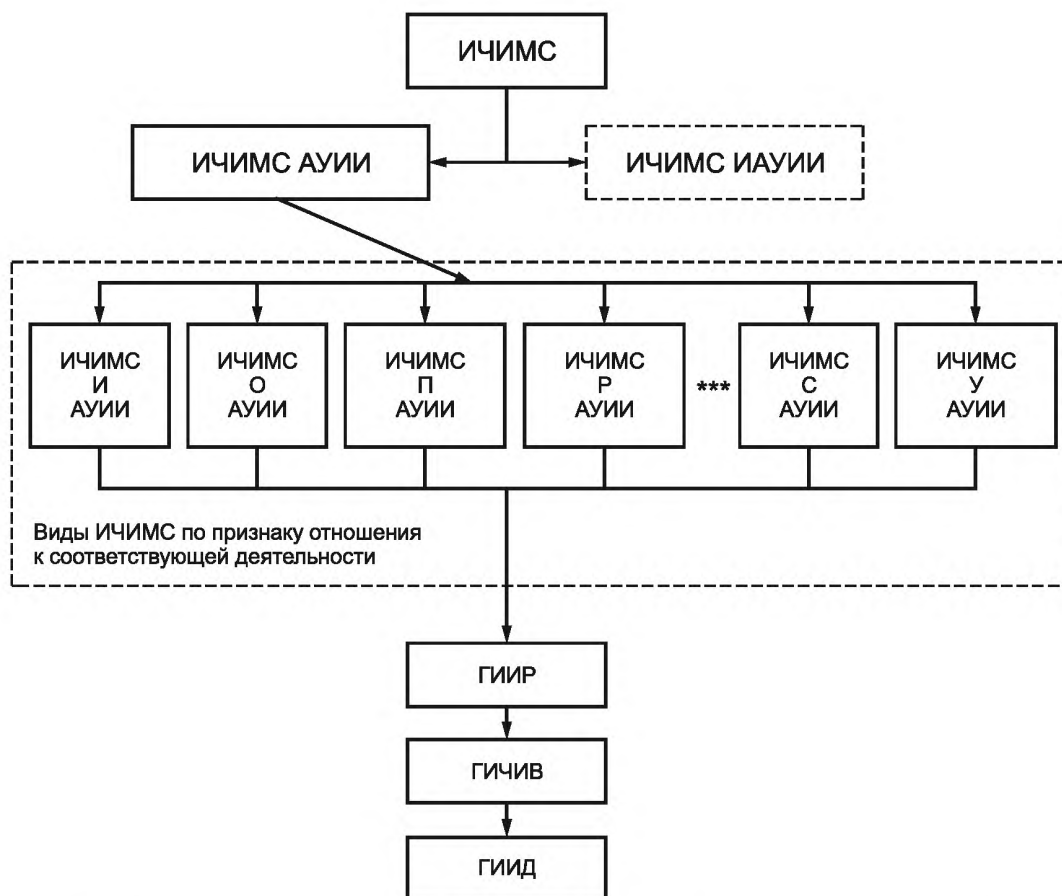 ИЧИМС
ИЧИМС АУИИ
ИЧИМС ИАУИИ
ИЧИМС
И
АУИИ
ИЧИМС
О
АУИИ
ИЧИМС
П
АУИИ
ИЧИМС
Р
АУИИ
***
ИЧИМС
С
АУИИ
ИЧИМС
У
АУИИ
Виды ИЧИМС по признаку отношения
к соответствующей деятельности
ГИИР
ГИЧИВ
ГИИД